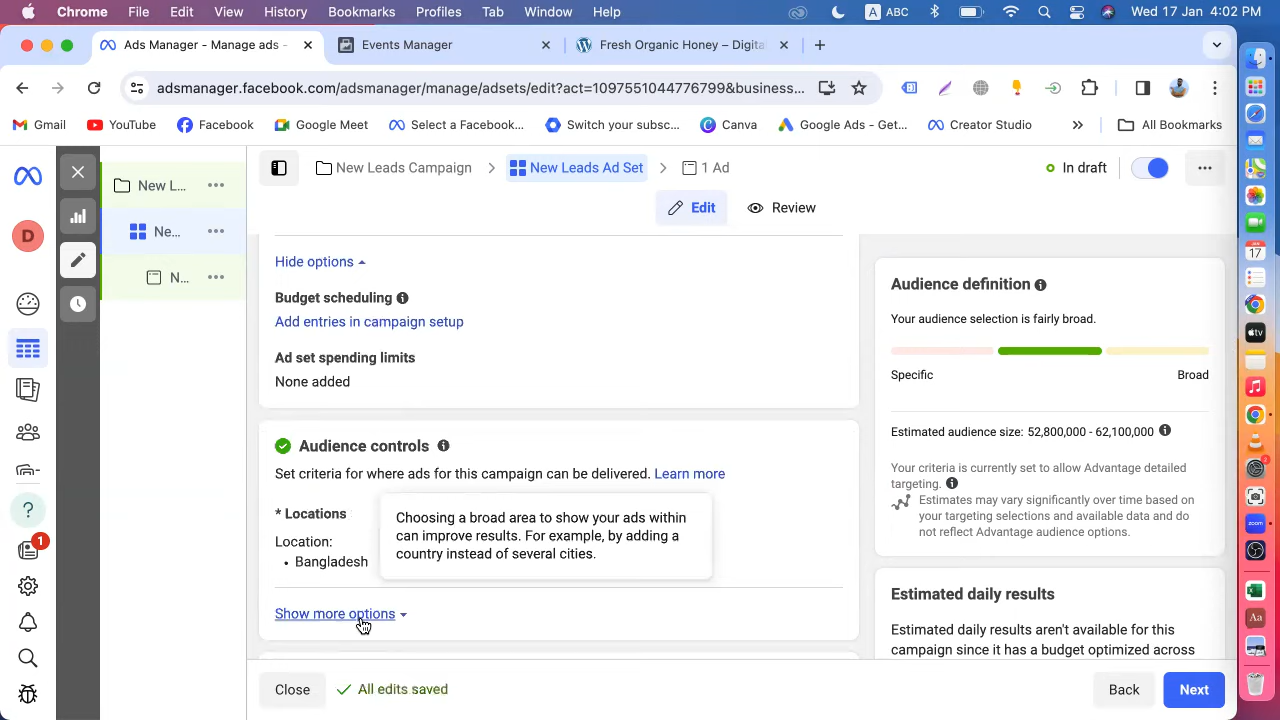 Chrome File Edit View History Bookmarks Profiles Tab Window Help A ABC Wed 17 Jan 4:02 PM
Ads Manager - Manage ads - Events Manager Fresh Organic Honey – Digita
adsmanager.facebook.com/adsmanager/manage/adsets/edit?act=1097551044776799&business...
Gmail YouTube Facebook Google Meet Select a Facebook... Switch your subsc... Canva Google Ads - Get... Creator Studio All Bookmarks
New L...
Ne...
N...
D
?
1
New Leads Campaign New Leads Ad Set 1 Ad In draft
Edit Review
Hide options
Budget scheduling
Add entries in campaign setup
Ad set spending limits
None added
Audience controls
Set criteria for where ads for this campaign can be delivered. Learn more
* Locations
Location:
• Bangladesh
Choosing a broad area to show your ads within
can improve results. For example, by adding a
country instead of several cities.
Show more options
Audience definition
Your audience selection is fairly broad.
Specific Broad
Estimated audience size: 52,800,000 - 62,100,000
Your criteria is currently set to allow Advantage detailed
targeting.
Estimates may vary significantly over time based on
your targeting selections and available data and do
not reflect Advantage audience options.
Estimated daily results
Estimated daily results aren't available for this
campaign since it has a budget optimized across
Close All edits saved Back Next
JAN
17
tv
2
zoom
Aa